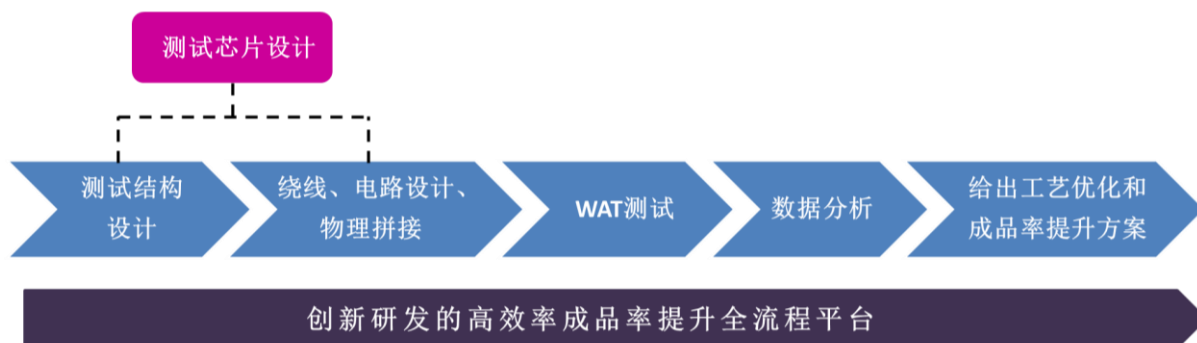 测试芯片设计
测试结构
设计
绕线、电路设计、
物理拼接
WAT测试
数据分析
给出工艺优化和
成品率提升方案
创新研发的高效率成品率提升全流程平台